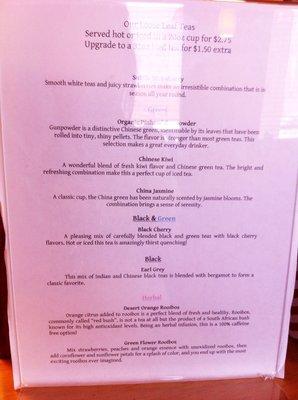 Our Loose Leaf Teas
Served hot or iced in a 20oz cup for $2.75
Upgrade to a for $1.50 extra
Smooth white teas and juicy strawberries make an irresistible combination that is in
season all year round.
Green
Organic Pinhead Gunpowder
Gunpowder is a distinctive Chinese green, identifiable by its leaves that have been
rolled into tiny, shiny pellets. The flavor is stronger than most green teas. This
selection makes a great everyday drinker.
Chinese Kiwi
A wonderful blend of fresh kiwi flavor and Chinese green tea. The bright and
refreshing combination make this a perfect cup of iced tea.
China Jasmine
A classic cup, the China green has been naturally scented by jasmine blooms. The
combination brings a sense of serenity.
Black & Green
Black Cherry
A pleasing mix of carefully blended black and green teas with black cherry
flavors. Hot or iced this tea is amazingly thirst quenching!
Black
Earl Grey
This mix of Indian and Chinese black teas is blended with bergamot to form a
classic favorite.
Herbal
Desert Orange Rooibos
Orange citrus added to rooibos is a perfect blend of fresh and healthy. Rooibos,
commonly called "red bush", is not a tea at all but the product of a South African bush
known for its high antioxidant levels. Being an herbal infusion, this is a 100% caffeine
free option!
Green Flower Rooibos
Mix strawberries, peaches and orange essence with unoxidized rooibos, then
add cornflower and sunflower petals for a splash of color, and you end up with the most
exciting rooibos ever imagined.